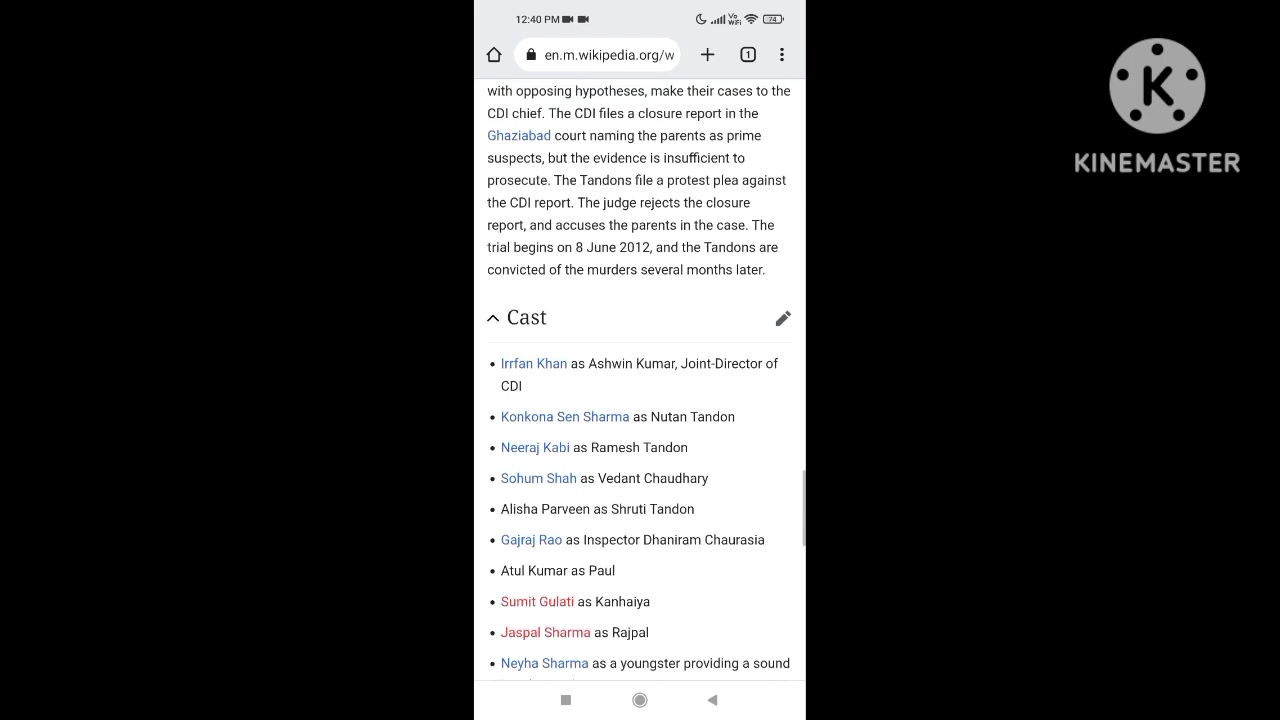 12:40 PM
Vo
WiFi
74
en.m.wikipedia.org/w
1
K
KINEMASTER
with opposing hypotheses, make their cases to the
CDI chief. The CDI files a closure report in the
Ghaziabad court naming the parents as prime
suspects, but the evidence is insufficient to
prosecute. The Tandons file a protest plea against
the CDI report. The judge rejects the closure
report, and accuses the parents in the case. The
trial begins on 8 June 2012, and the Tandons are
convicted of the murders several months later.
Cast
• Irrfan Khan as Ashwin Kumar, Joint-Director of
CDI
• Konkona Sen Sharma as Nutan Tandon
• Neeraj Kabi as Ramesh Tandon
• Sohum Shah as Vedant Chaudhary
• Alisha Parveen as Shruti Tandon
• Gajraj Rao as Inspector Dhaniram Chaurasia
• Atul Kumar as Paul
• Sumit Gulati as Kanhaiya
• Jaspal Sharma as Rajpal
• Neyha Sharma as a youngster providing a sound